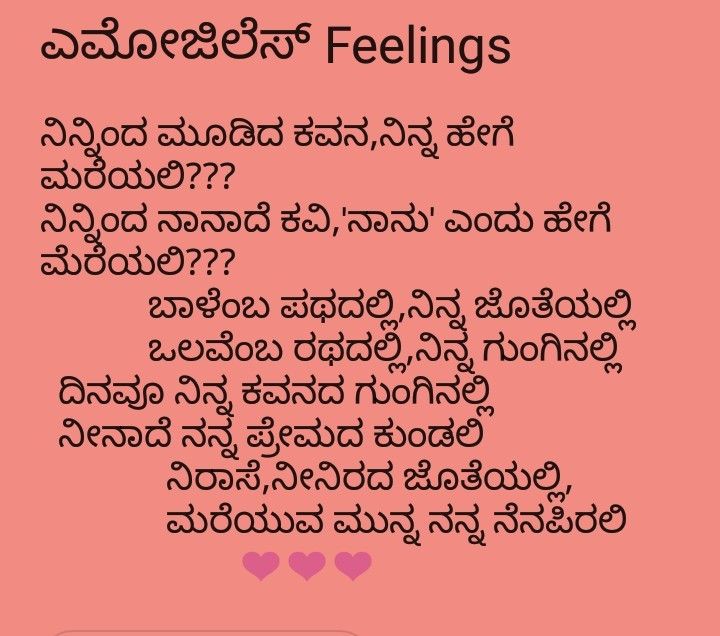 ಎಮೋಜಿಲೆಸ್ Feelings
ನಿನ್ನಿಂದ ಮೂಡಿದ ಕವನ,ನಿನ್ನ ಹೇಗೆ
ಮರೆಯಲಿ???
ನಿನ್ನಿಂದ ನಾನಾದೆ ಕವಿ,'ನಾನು' ಎಂದು ಹೇಗೆ
ಮೆರೆಯಲಿ???
ಬಾಳೆಂಬ ಪಥದಲ್ಲಿ,ನಿನ್ನ ಜೊತೆಯಲ್ಲಿ
ಒಲವೆಂಬ ರಥದಲ್ಲಿ,ನಿನ್ನ ಗುಂಗಿನಲ್ಲಿ
ದಿನವೂ ನಿನ್ನ ಕವನದ ಗುಂಗಿನಲ್ಲಿ
ನೀನಾದೆ ನನ್ನ ಪ್ರೇಮದ ಕುಂಡಲಿ
ನಿರಾಸೆ,ನೀನಿರದ ಜೊತೆಯಲ್ಲಿ,
ಮರೆಯುವ ಮುನ್ನ ನನ್ನ ನೆನಪಿರಲಿ